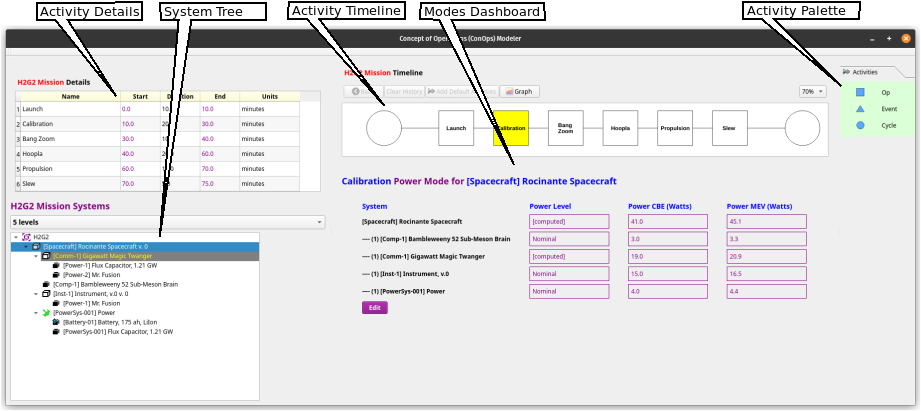 Activity Details
System Tree
Activity Timeline
Modes Dashboard
Activity Palette
Concept of (ConOps) Modeler
H2G2 Mission Details
Name Start End Units
1 Launch 0.0 10.0 minutes
2 Calibration 10.0 30.0 minutes
3 Bang Zoom 30.0 40.0 minutes
4 Hoopla 40.0 60.0 minutes
5 Propulsion 60.0 70.0 minutes
6 Slew 70.0 75.0 minutes
H2G2 Mission Systems
5 levels
H2G2
[Spacecraft] Rocinante Spacecraft v. 0
[Comm-1] Gigawatt Magic Twanger
[Power-1] Flux Capacitor, 1.21 GW
[Power-2] Mr. Fusion
[Comp-1] Bambleweeny 52 Sub-Meson Brain
[Inst-1] Instrument, v.0 v. 0
[Power-1] Mr. Fusion
[PowerSys-001] Power
[Battery-01] Battery, 175 ah, LiIon
[PowerSys-001] Flux Capacitor, 1.21 GW
Mission Timeline
Clear History
Add Default
Graph
70%
Launch
Calibration
Bang
Zoom
Hoopla
Propulsion
Slew
Calibration Power Mode for [Spacecraft] Rocinante Spacecraft
System Power Level Power CBE (Watts) Power MEV (Watts)
[Spacecraft] Rocinante Spacecraft [computed] 41.0 45.1
---- (1) [Comp-1] Bambleweeny 52 Sub-Meson Brain Nominal 3.0 3.3
---- (1) [Comm-1] Gigawatt Magic Twanger [computed] 19.0 20.9
---- (1) [Inst-1] Instrument, v.0 Nominal 15.0 16.5
---- (1) [PowerSys-001] Power Nominal 4.0 4.4
Edit
Activities
Op
Event
Cycle